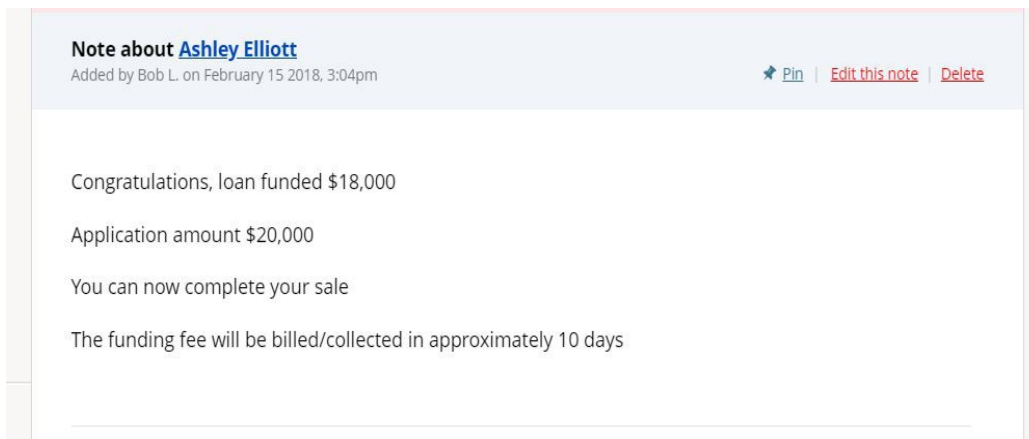 Note about Ashley Elliott
Added by Bob L. on February 15 2018, 3:04pm
Pin | Edit this note | Delete
Congratulations, loan funded $18,000
Application amount $20,000
You can now complete your sale
The funding fee will be billed/collected in approximately 10 days